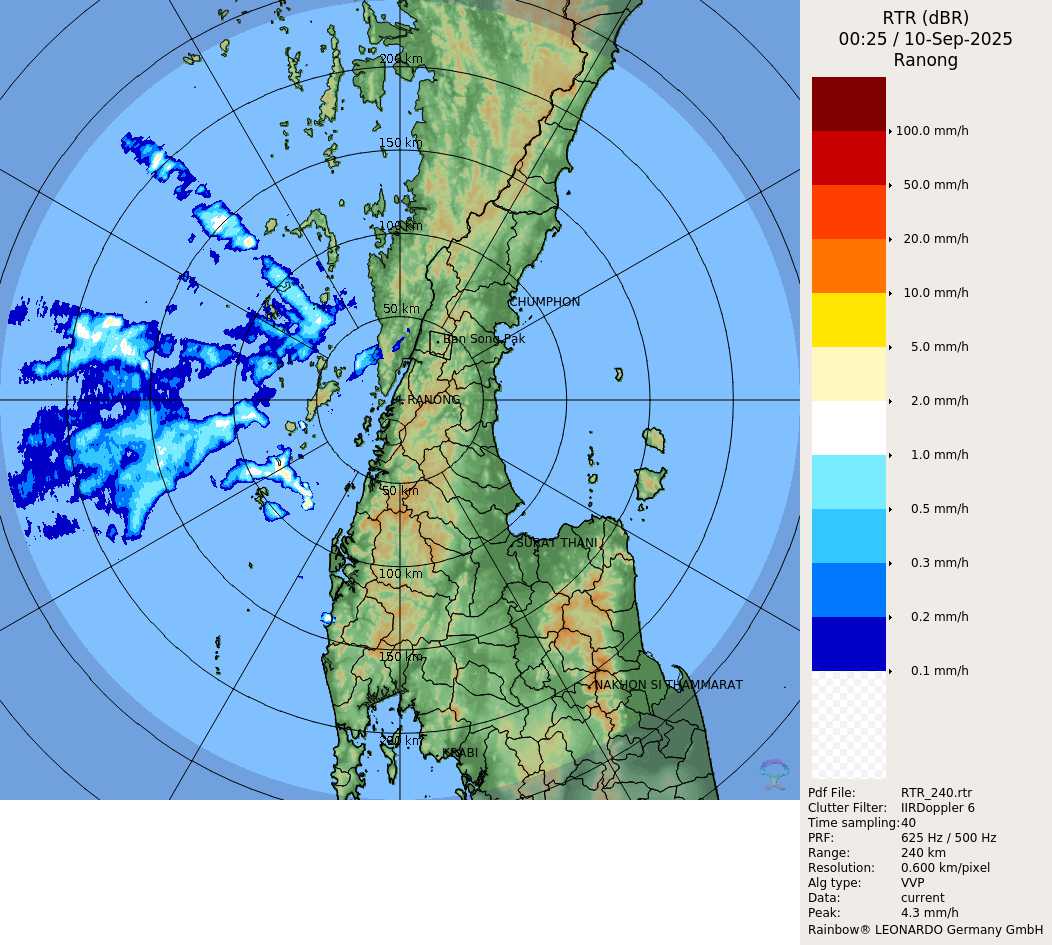 RTR (dBR)
00:25 / 10-Sep-2025
Ranong
200 km
150 km
100 km
50 km
CHUMPHON
Ban Song Pak
RANONG
50 km
SURAT THANI
100 km
150 km
NAKHON SI THAMMARAT
200 km
KRABI
100.0 mm/h
50.0 mm/h
20.0 mm/h
10.0 mm/h
5.0 mm/h
2.0 mm/h
1.0 mm/h
0.5 mm/h
0.3 mm/h
0.2 mm/h
0.1 mm/h
Pdf File: RTR_240.rtr
Clutter Filter: IIRDoppler 6
Time sampling: 40
PRF: 625 Hz / 500 Hz
Range: 240 km
Resolution: 0.600 km/pixel
Alg type: VVP
Data: current
Peak: 4.3 mm/h
Rainbow® LEONARDO Germany GmbH